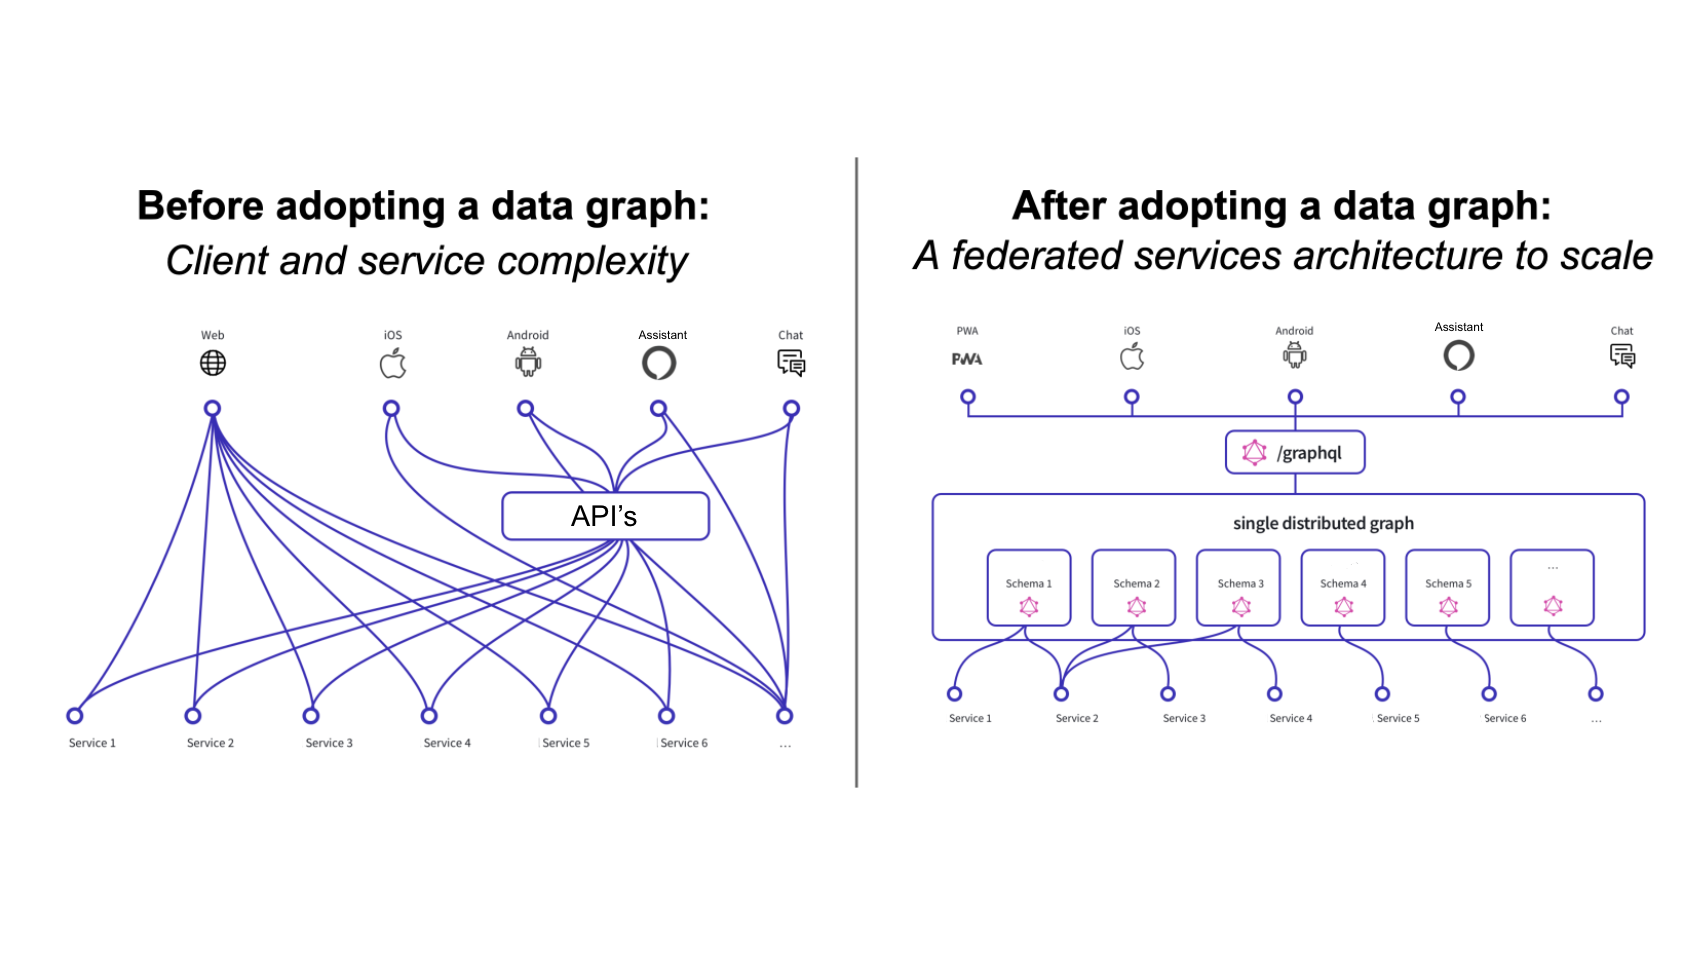 Before adopting a data graph:
Client and service complexity
Web
iOS
Android
Assistant
Chat
API's
Service 1
Service 2
Service 3
Service 4
Service 5
Service 6
...
After adopting a data graph:
A federated services architecture to scale
PWA
iOS
Android
Assistant
Chat
PWA
/graphql
single distributed graph
Schema 1
Schema 2
Schema 3
Schema 4
Schema 5
...
Service 1
Service 2
Service 3
Service 4
Service 5
Service 6
...